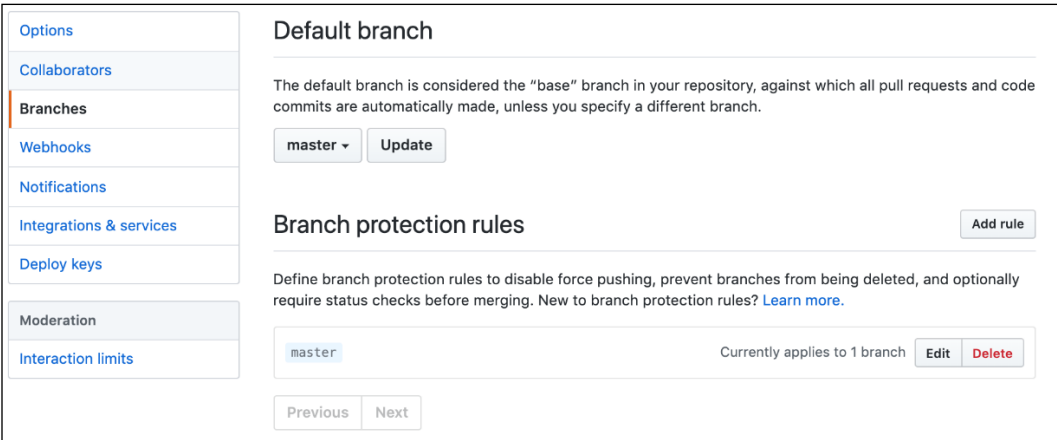 Options
Collaborators
Branches
Webhooks
Notifications
Integrations & services
Deploy keys
Moderation
Interaction limits
Default branch
The default branch is considered the “base” branch in your repository, against which all pull requests and code
commits are automatically made, unless you specify a different branch.
master Update
Branch protection rules Add rule
Define branch protection rules to disable force pushing, prevent branches from being deleted, and optionally
require status checks before merging. New to branch protection rules? Learn more.
master Currently applies to 1 branch Edit Delete
Previous Next